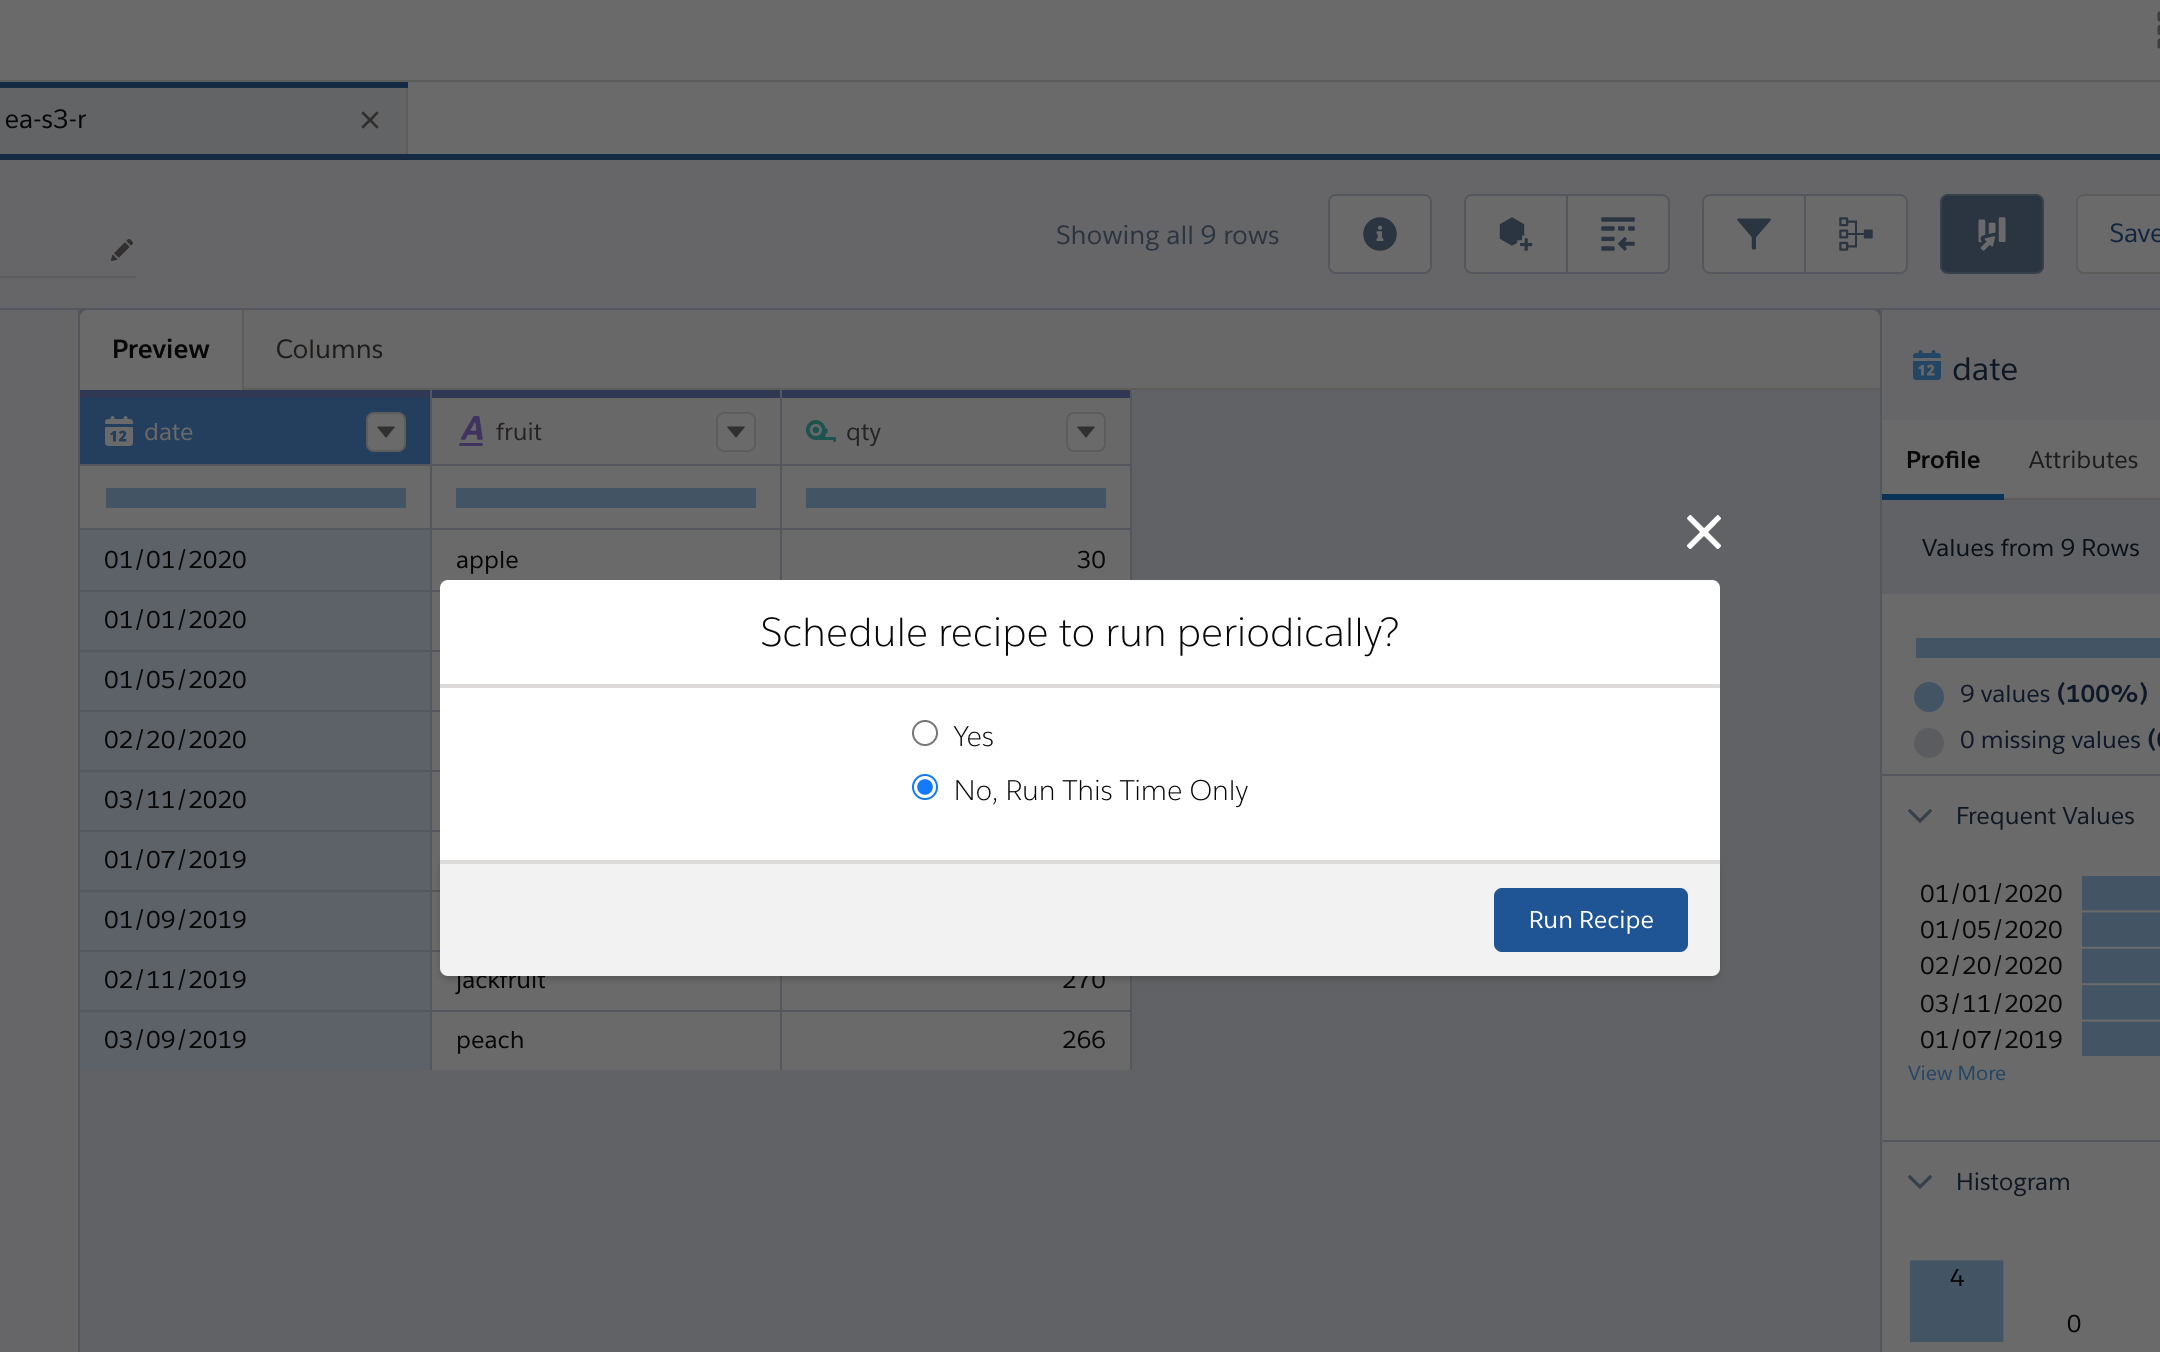 ea-s3-r
Showing all 9 rows
Save
Preview
Columns
12 date
12 date
A fruit
qty
Profile
Attributes
01/01/2020
apple
30
Values from 9 Rows
01/01/2020
Schedule recipe to run periodically?
01/05/2020
9 values (100%)
02/20/2020
Yes
0 missing values (
03/11/2020
No, Run This Time Only
Frequent Values
01/07/2019
01/01/2020
01/09/2019
Run Recipe
01/05/2020
02/20/2020
02/11/2019
jackfruit
270
03/11/2020
03/09/2019
peach
266
01/07/2019
View More
Histogram
4
0